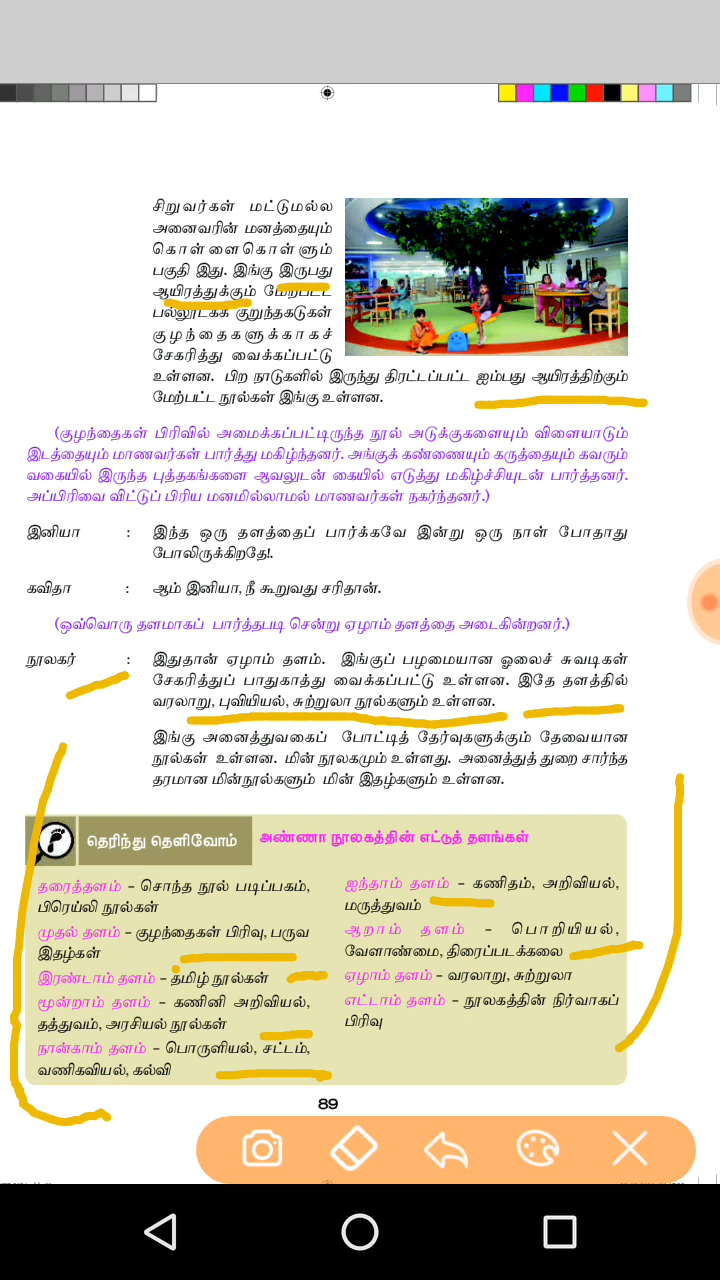 சிறுவர்கள் மட்டுமல்ல
அனைவரின் மனத்தையும்
கொள்ளைகொள்ளும்
பகுதி இது. இங்கு இருபது
ஆயிரத்துக்கும் மேற்பட்ட
பல்லூடகக் குறுந்தகடுகள்
குழந்தைகளுக்காகச்
சேகரித்து வைக்கப்பட்டு
உள்ளன. பிற நாடுகளில் இருந்து திரட்டப்பட்ட ஐம்பது ஆயிரத்திற்கும்
மேற்பட்ட நூல்கள் இங்கு உள்ளன.
(குழந்தைகள் பிரிவில் அமைக்கப்பட்டிருந்த நூல் அடுக்குகளையும் விளையாடும்
இடத்தையும் மாணவர்கள் பார்த்து மகிழ்ந்தனர். அங்குக் கண்ணையும் கருத்தையும் கவரும்
வகையில் இருந்த புத்தகங்களை ஆவலுடன் கையில் எடுத்து மகிழ்ச்சியுடன் பார்த்தனர்.
அப்பிரிவை விட்டுப் பிரிய மனமில்லாமல் மாணவர்கள் நகர்ந்தனர்.)
இனியா : இந்த ஒரு தளத்தைப் பார்க்கவே இன்று ஒரு நாள் போதாது
போலிருக்கிறதே!.
கவிதா : ஆம் இனியா, நீ கூறுவது சரிதான்.
(ஒவ்வொரு தளமாகப் பார்த்தபடி சென்று ஏழாம் தளத்தை அடைகின்றனர்.)
நூலகர் : இதுதான் ஏழாம் தளம். இங்குப் பழமையான ஓலைச் சுவடிகள்
சேகரித்துப் பாதுகாத்து வைக்கப்பட்டு உள்ளன. இதே தளத்தில்
வரலாறு, புவியியல், சுற்றுலா நூல்களும் உள்ளன.
இங்கு அனைத்துவகைப் போட்டித் தேர்வுகளுக்கும் தேவையான
நூல்கள் உள்ளன. மின் நூலகமும் உள்ளது. அனைத்துத் துறை சார்ந்த
தரமான மின்நூல்களும் மின் இதழ்களும் உள்ளன.
தெரிந்து தெளிவோம்
அண்ணா நூலகத்தின் எட்டுத் தளங்கள்
தரைத்தளம் – சொந்த நூல் படிப்பகம்,
பிரெய்லி நூல்கள்
முதல் தளம் – குழந்தைகள் பிரிவு, பருவ
இதழ்கள்
இரண்டாம் தளம் – தமிழ் நூல்கள்
மூன்றாம் தளம் – கணினி அறிவியல்,
தத்துவம், அரசியல் நூல்கள்
நான்காம் தளம் – பொருளியல், சட்டம்,
வணிகவியல், கல்வி
ஐந்தாம் தளம் – கணிதம், அறிவியல்,
மருத்துவம்
ஆறாம் தளம் – பொறியியல்,
வேளாண்மை, திரைப்படக்கலை
ஏழாம் தளம் – வரலாறு, சுற்றுலா
எட்டாம் தளம் – நூலகத்தின் நிர்வாகப்
பிரிவு
89